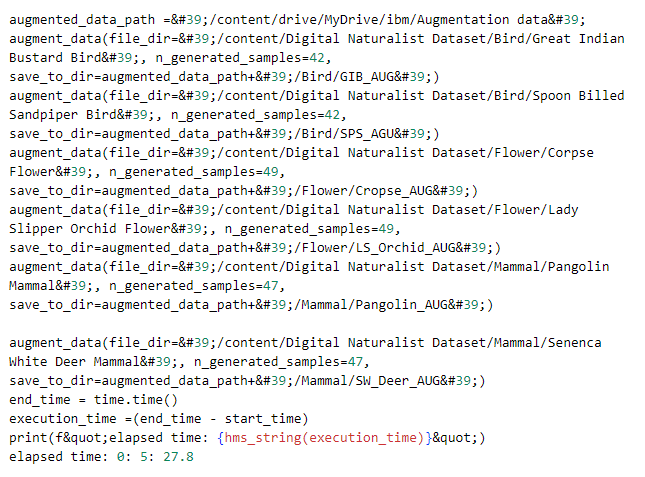 augmented_data_path =&#39;/content/drive/MyDrive/ibm/Augmentation data&#39;
augment_data(file_dir=&#39;/content/Digital Naturalist Dataset/Bird/Great Indian
Bustard Bird&#39;, n_generated_samples=42,
save_to_dir=augmented_data_path+&#39;/Bird/GIB_AUG&#39;)
augment_data(file_dir=&#39;/content/Digital Naturalist Dataset/Bird/Spoon Billed
Sandpiper Bird&#39;, n_generated_samples=42,
save_to_dir=augmented_data_path+&#39;/Bird/SPS_AGU&#39;)
augment_data(file_dir=&#39;/content/Digital Naturalist Dataset/Flower/Corpse
Flower&#39;, n_generated_samples=49,
save_to_dir=augmented_data_path+&#39;/Flower/Cropse_AUG&#39;)
augment_data(file_dir=&#39;/content/Digital Naturalist Dataset/Flower/Lady
Slipper Orchid Flower&#39;, n_generated_samples=49,
save_to_dir=augmented_data_path+&#39;/Flower/LS_Orchid_AUG&#39;)
augment_data(file_dir=&#39;/content/Digital Naturalist Dataset/Mammal/Pangolin
Mammal&#39;, n_generated_samples=47,
save_to_dir=augmented_data_path+&#39;/Mammal/Pangolin_AUG&#39;)
augment_data(file_dir=&#39;/content/Digital Naturalist Dataset/Mammal/Senenca
White Deer Mammal&#39;, n_generated_samples=47,
save_to_dir=augmented_data_path+&#39;/Mammal/SW_Deer_AUG&#39;)
end_time = time.time()
execution_time =(end_time - start_time)
print(f&quot;elapsed time: {hms_string(execution_time)}&quot;)
elapsed time: 0: 5: 27.8